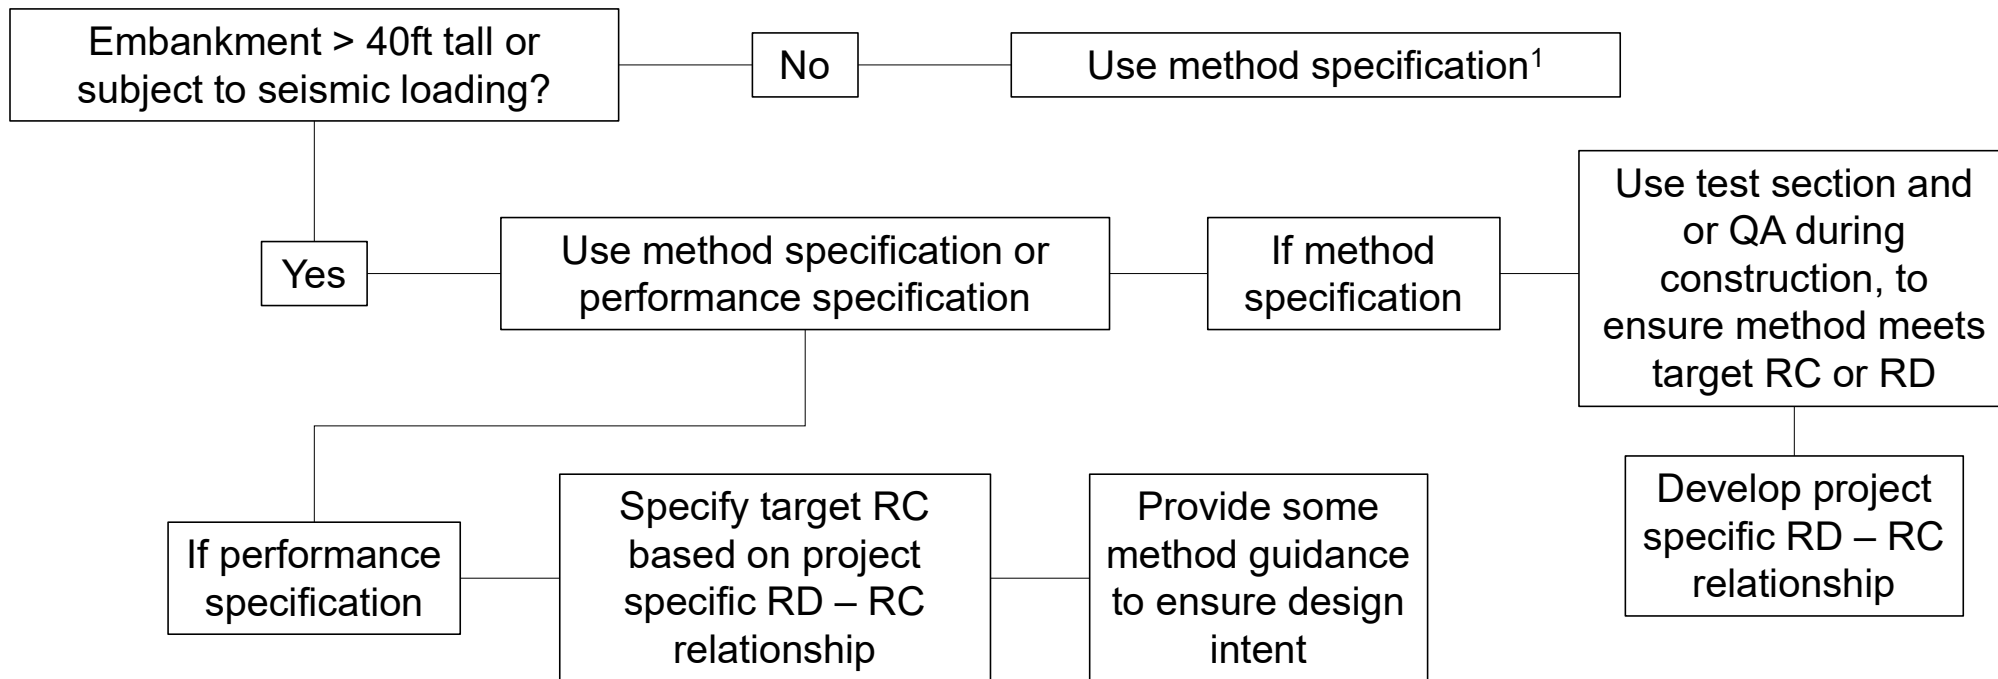 Embankment > 40ft tall or
subject to seismic loading?
No
Use method specification¹
Yes
Use method specification or
performance specification
If method
specification
Use test section and
or QA during
construction, to
ensure method meets
target RC or RD
Develop project
specific RD – RC
relationship
If performance
specification
Specify target RC
based on project
specific RD – RC
relationship
Provide some
method guidance
to ensure design
intent